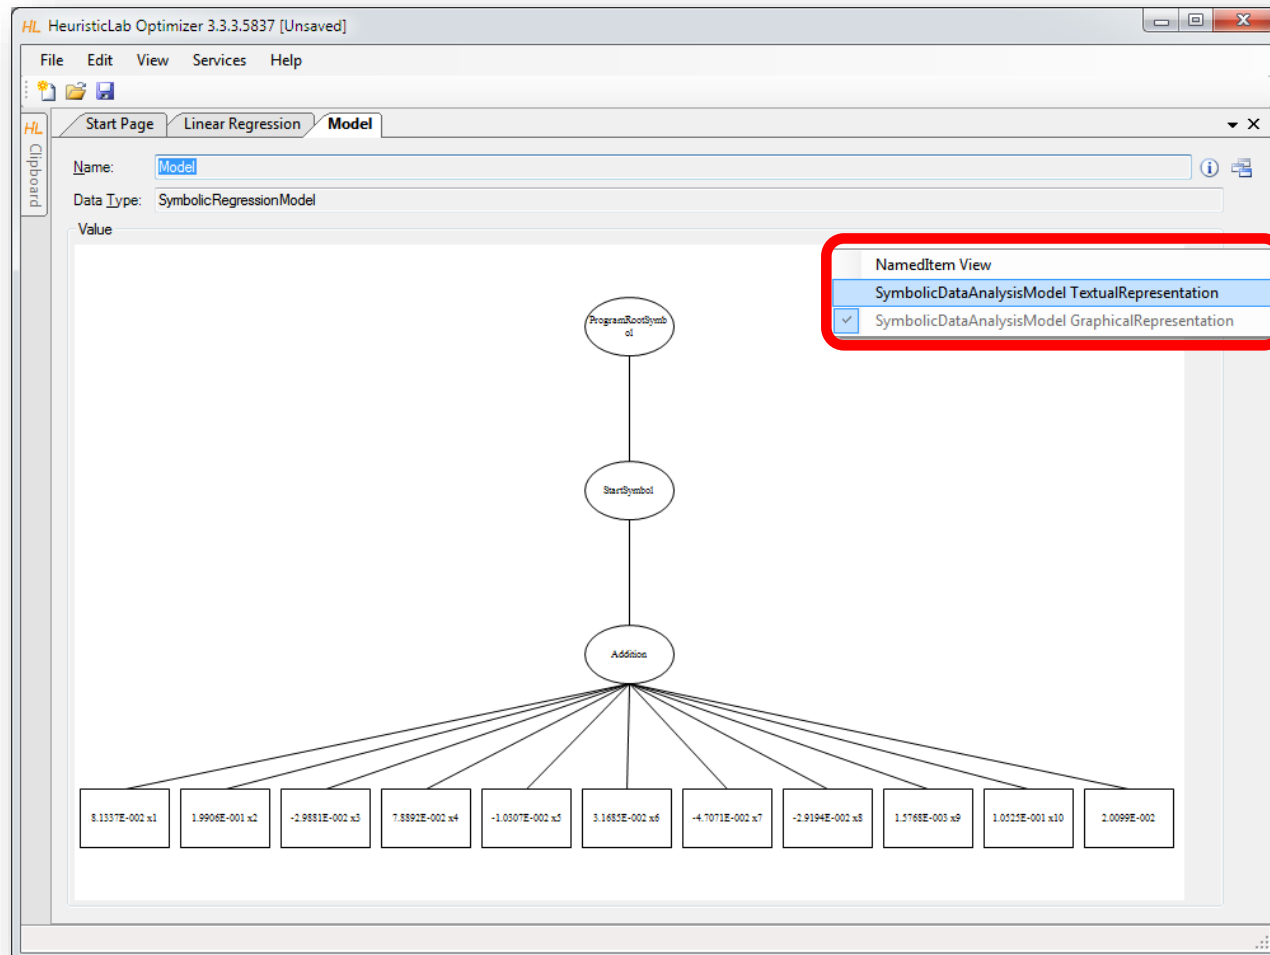 HL HeuristicLab Optimizer 3.3.3.5837 [Unsaved]
File Edit View Services Help
HL Clipboard
Start Page Linear Regression Model
Name: Model
Data Type: SymbolicRegressionModel
Value
NamedItem View
SymbolicDataAnalysisModel TextualRepresentation
SymbolicDataAnalysisModel GraphicalRepresentation
ProgramRootSymb
ol
StartSymbol
Addition
8.1337E-002 x1 1.9906E-001 x2 -2.9881E-002 x3 7.8892E-002 x4 -1.0307E-002 x5 3.1685E-002 x6 -4.7071E-002 x7 -2.9194E-002 x8 1.5768E-003 x9 1.0525E-001 x10 2.0099E-002